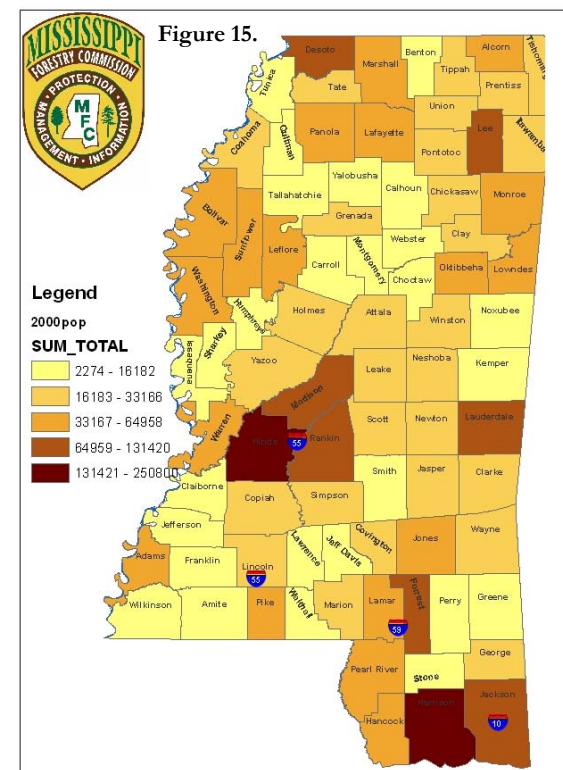 Figure 15.
MISSISSIPPI
FORESTRY COMMISSION
PROTECTION
MANAGEMENT • INFORMATION
MFC
Legend
2000pop
SUM_TOTAL
2274 - 16182
16183 - 33166
33167 - 64958
64959 - 131420
131421 - 250800
Desoto
Marshall
Benton
Alcorn
Tippah
Prentiss
Tunica
Tate
Union
Coahoma
Quitman
Panola
Lafayette
Pontotoc
Lee
Itawamba
Yalobusha
Calhoun
Chickasaw
Monroe
Tallahatchie
Bolivar
Sunflower
Grenada
Leflore
Webster
Clay
Montgomery
Carroll
Choctaw
Oktibbeha
Lowndes
Washington
Humphreys
Holmes
Attala
Winston
Noxubee
Sharkey
Issaquena
Yazoo
Leake
Neshoba
Kemper
Madison
Warren
Hinds
55
Rankin
Scott
Newton
Lauderdale
Claiborne
Copiah
Simpson
Smith
Jasper
Clarke
Jefferson
Adams
Franklin
Lincoln
55
Lawrence
Jeff Davis
Covington
Jones
Wayne
Wilkinson
Amite
Pike
Walthall
Marion
Lamar
Forrest
59
Perry
Greene
Pearl River
Stone
George
Hancock
Harrison
Jackson
10